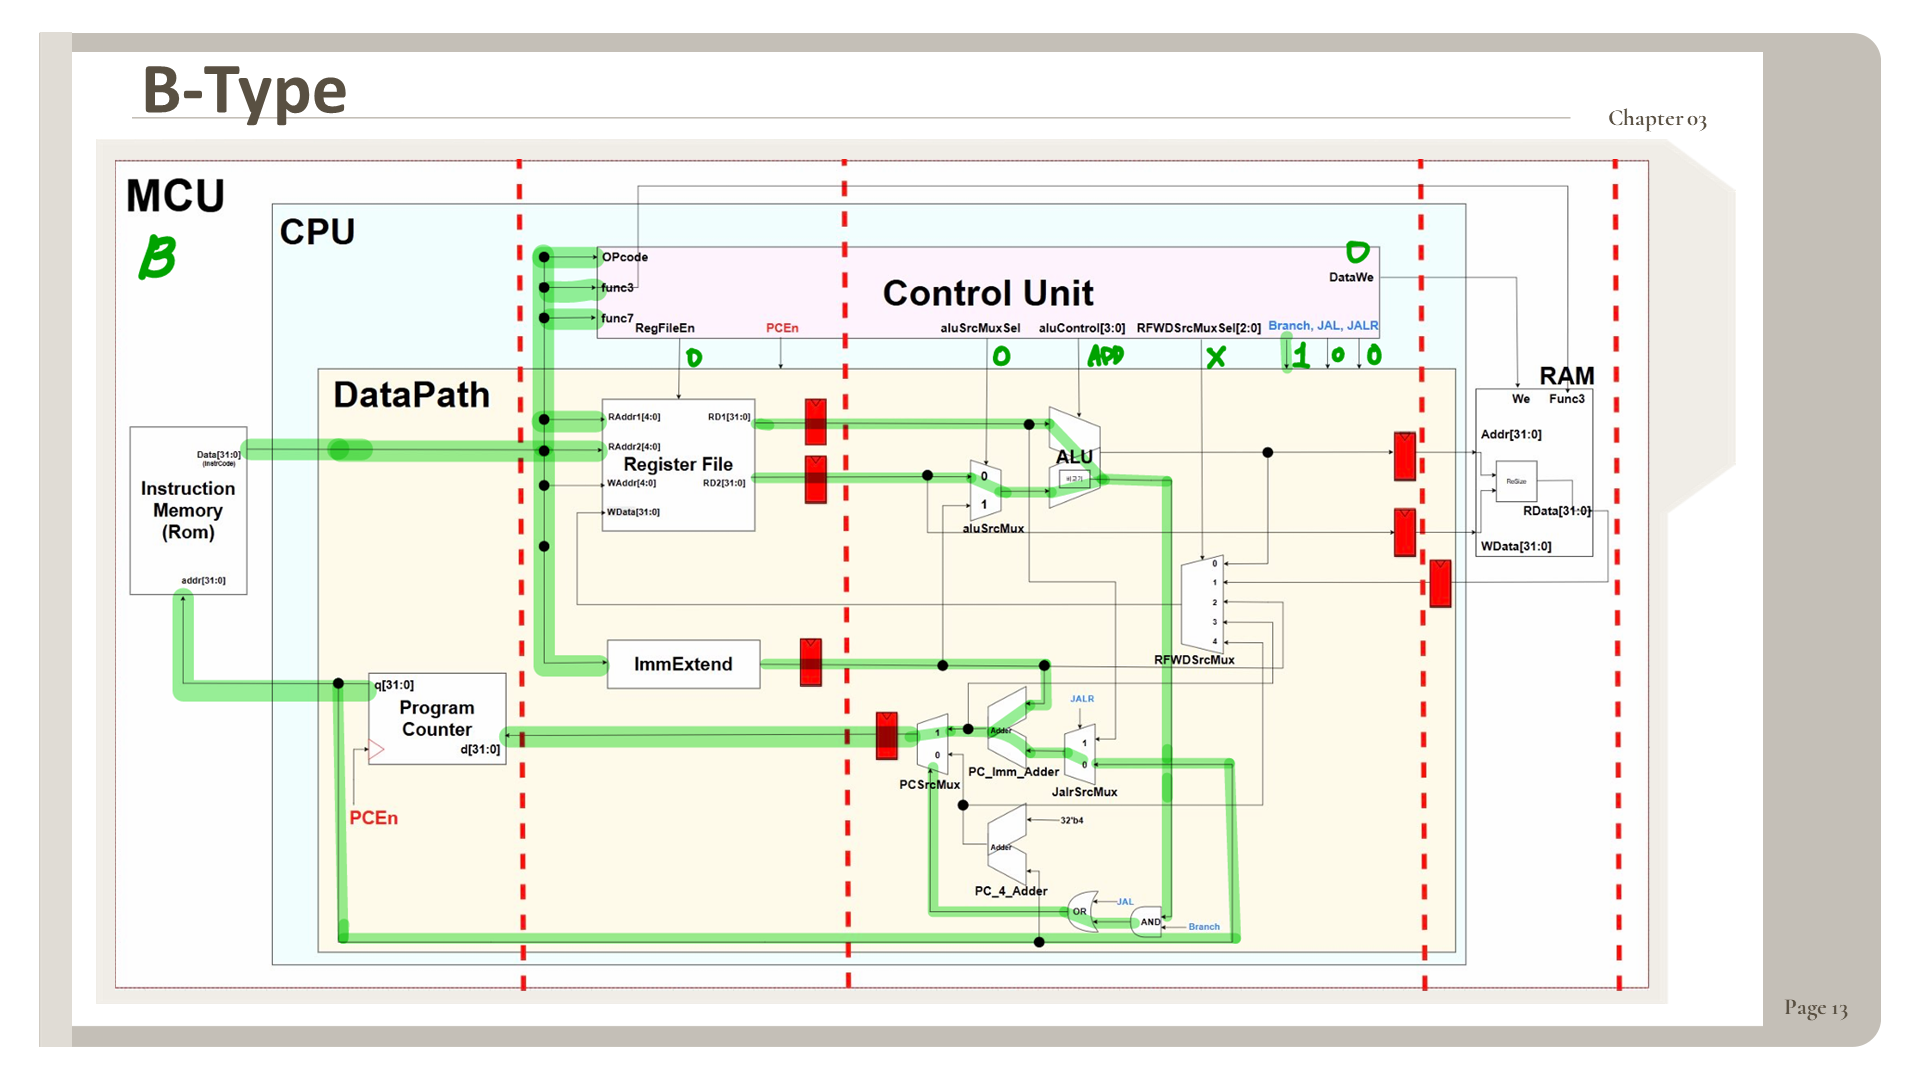 B-Type
Chapter 03
MCU
B
CPU
OPcode
func3
func7
Control Unit
0
DataWe
RegFileEn
PCEn
aluSrcMuxSel
aluControl[3:0]
RFWDSrcMuxSel[2:0]
Branch, JAL, JALR
0
0
ADD
X
1
0
0
DataPath
RAM
We
Func3
Addr[31:0]
ReSize
RData[31:0]
WData[31:0]
Data[31:0]
(InstrCode)
Instruction
Memory
(Rom)
addr[31:0]
RAddr1[4:0]
RD1[31:0]
RAddr2[4:0]
Register File
WAddr[4:0]
RD2[31:0]
WData[31:0]
0
1
aluSrcMux
ALU
0
1
2
3
4
RFWDSrcMux
ImmExtend
q[31:0]
Program
Counter
d[31:0]
PCEn
1
0
PCSrcMux
Adder
PC_Imm_Adder
JALR
1
0
JalrSrcMux
32'b4
Adder
PC_4_Adder
OR
JAL
AND
Branch
Page 13